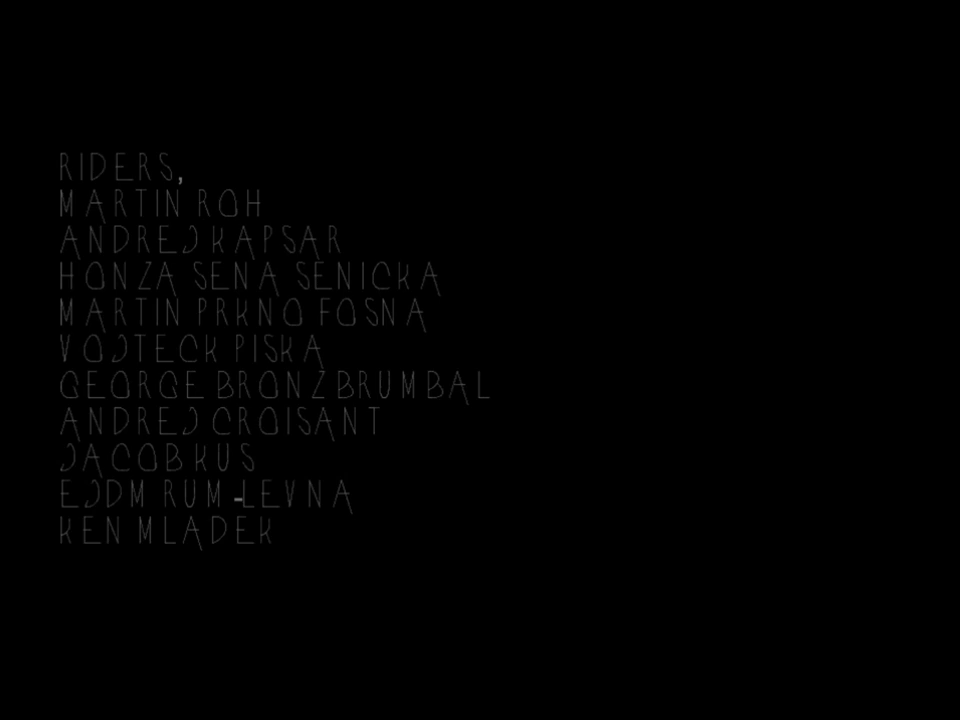 RIDERS,
MARTIN ROH
ANDREJ KAPSAR
HONZA SENA SENICKA
MARTIN PRKNO FOSNA
VOJTECK PISKA
GEORGE BRONZ BRUMBAL
ANDREJ CROISANT
JACOB KUS
EJDM RUM-LEVNA
KEN MLADEK